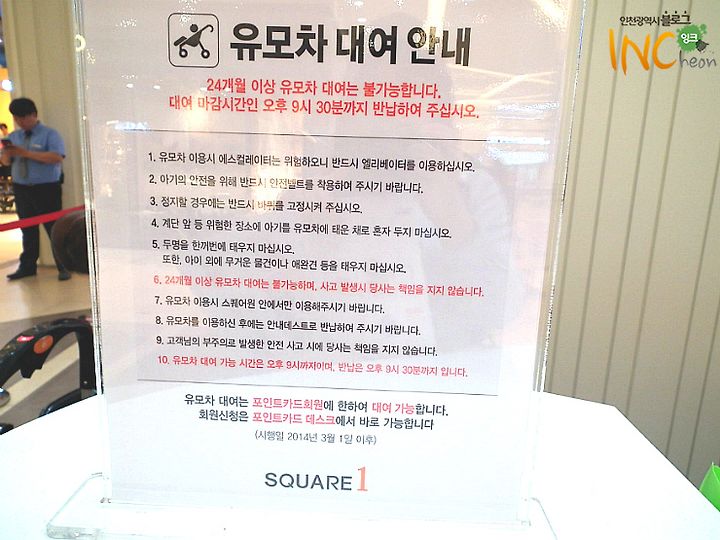 인천광역시 블로그
잉크
INCheon
유모차 대여 안내
24개월 이상 유모차 대여는 불가능합니다.
대여 마감시간인 오후 9시 30분까지 반납하여 주십시오.
1. 유모차 이용시 에스컬레이터는 위험하오니 반드시 엘리베이터를 이용하십시오.
2. 아기의 안전을 위해 반드시 안전벨트를 착용하여 주시기 바랍니다.
3. 정지할 경우에는 반드시 바퀴를 고정시켜 주십시오.
4. 계단 앞 등 위험한 장소에 아기를 유모차에 태운 채로 혼자 두지 마십시오.
5. 두명을 한꺼번에 태우지 마십시오.
또한, 아이 외에 무거운 물건이나 애완견 등을 태우지 마십시오.
6. 24개월 이상 유모차 대여는 불가능하며, 사고 발생시 당사는 책임을 지지 않습니다.
7. 유모차 이용시 스퀘어원 안에서만 이용해주시기 바랍니다.
8. 유모차를 이용하신 후에는 안내데스트로 반납하여 주시기 바랍니다.
9. 고객님의 부주의로 발생한 안전 사고 시에 당사는 책임을 지지 않습니다.
10. 유모차 대여 가능 시간은 오후 9시까지이며, 반납은 오후 9시 30분까지 입니다.
유모차 대여는 포인트카드회원에 한하여 대여 가능합니다.
회원신청은 포인트카드 데스크에서 바로 가능합니다
(시행일 2014년 3월 1일 이후)
SQUARE1